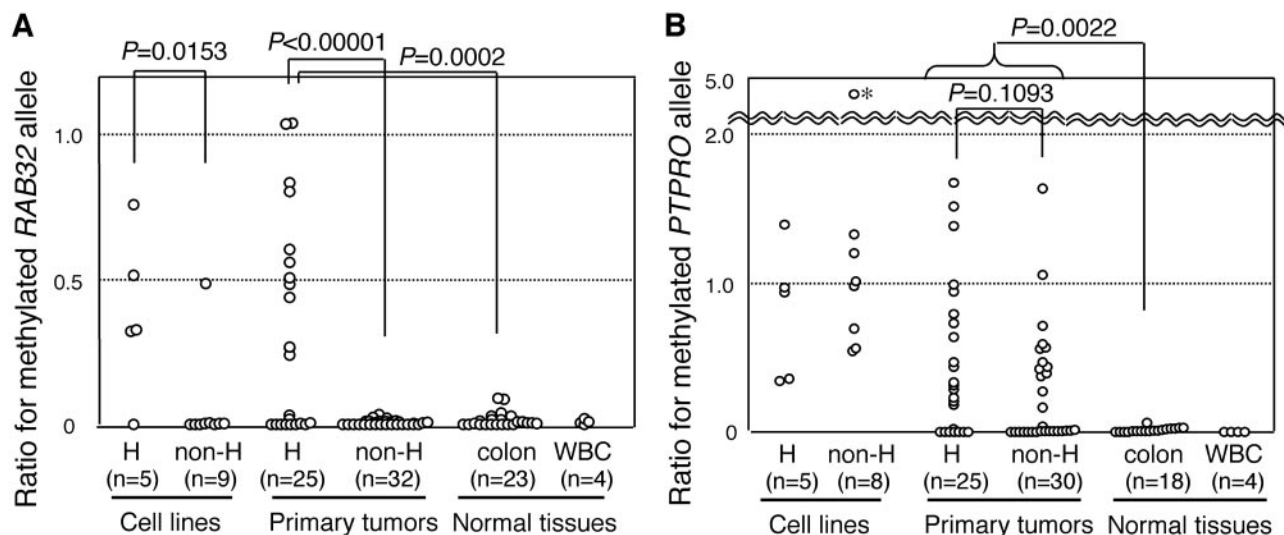 A
P=0.0153
P<0.00001
P=0.0002
Ratio for methylated RAB32 allele
1.0
0.5
0
H non-H H non-H colon WBC
(n=5) (n=9) (n=25) (n=32) (n=23) (n=4)
Cell lines Primary tumors Normal tissues
B
P=0.0022
P=0.1093
Ratio for methylated PTPRO allele
5.0
*
2.0
1.0
0
H non-H H non-H colon WBC
(n=5) (n=8) (n=25) (n=30) (n=18) (n=4)
Cell lines Primary tumors Normal tissues